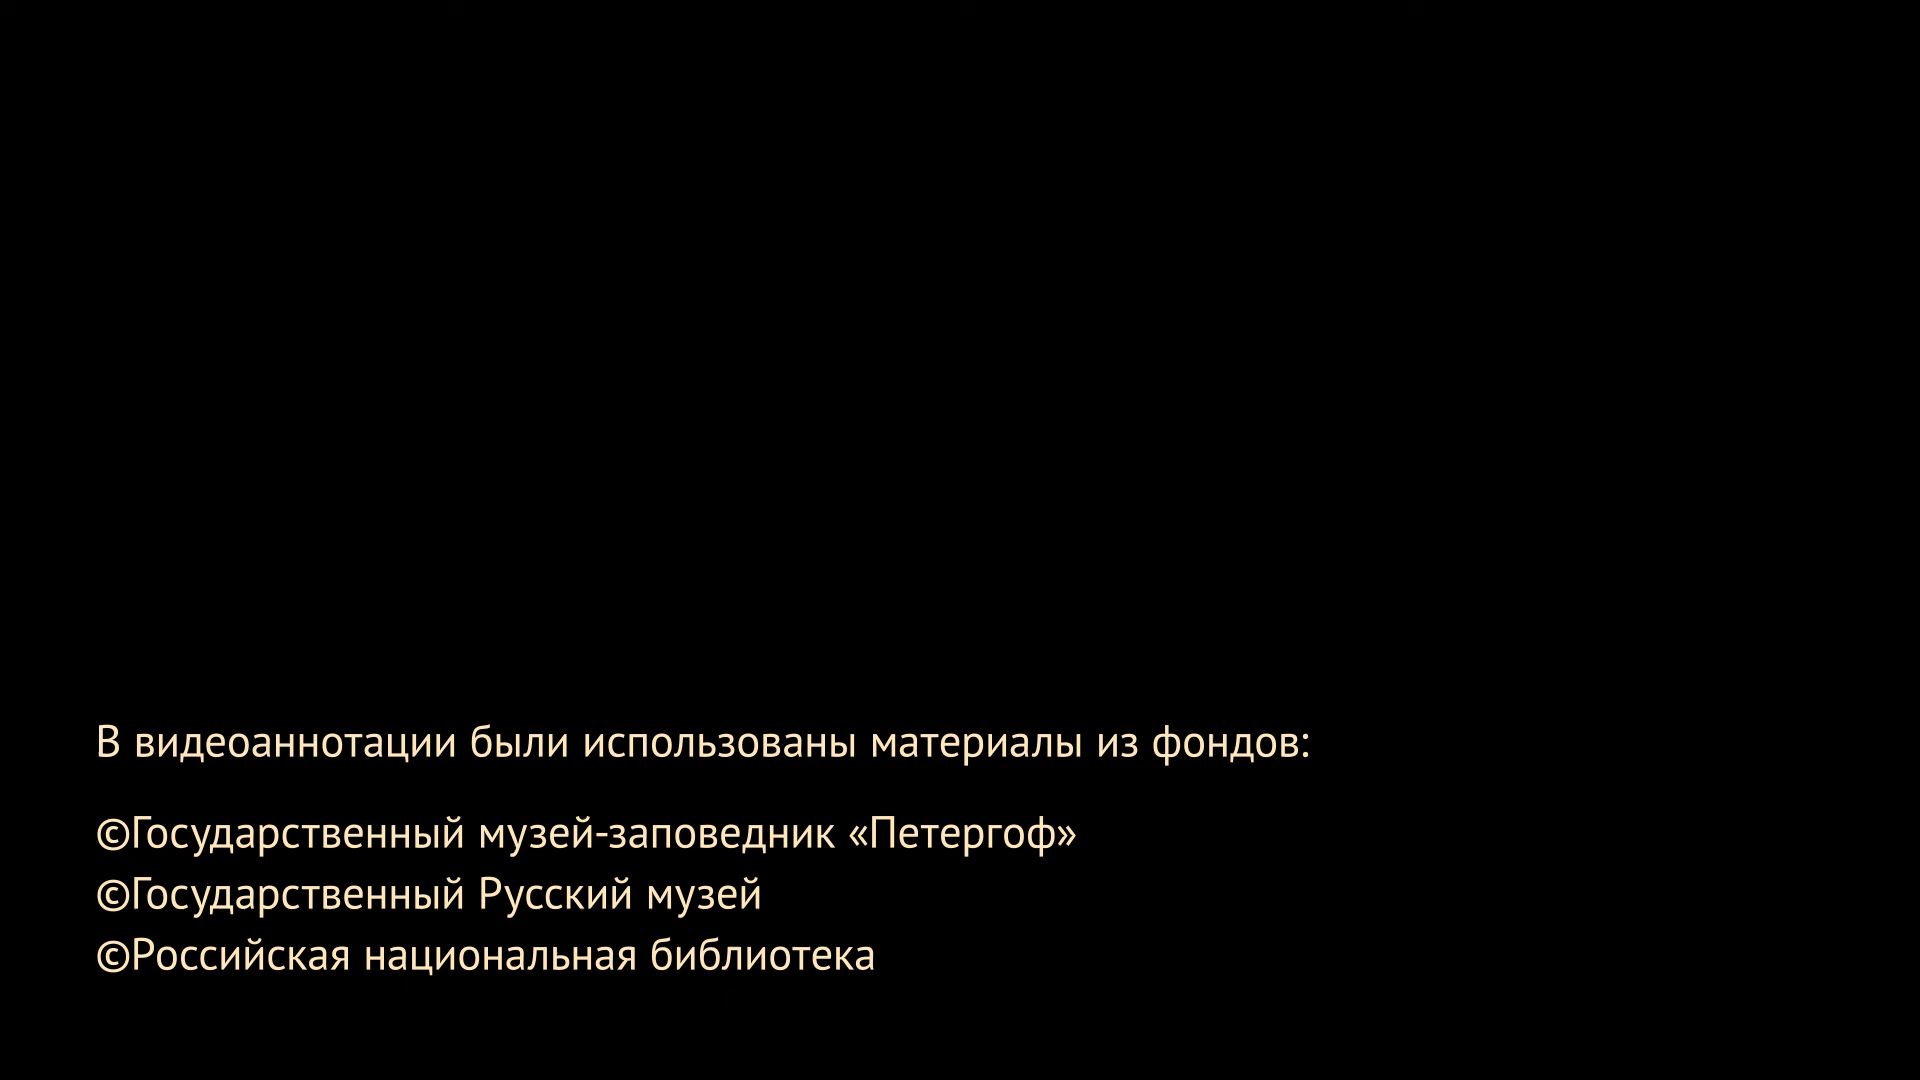 В видеоаннотации были использованы материалы из фондов:
©Государственный музей-заповедник «Петергоф»
©Государственный Русский музей
©Российская национальная библиотека